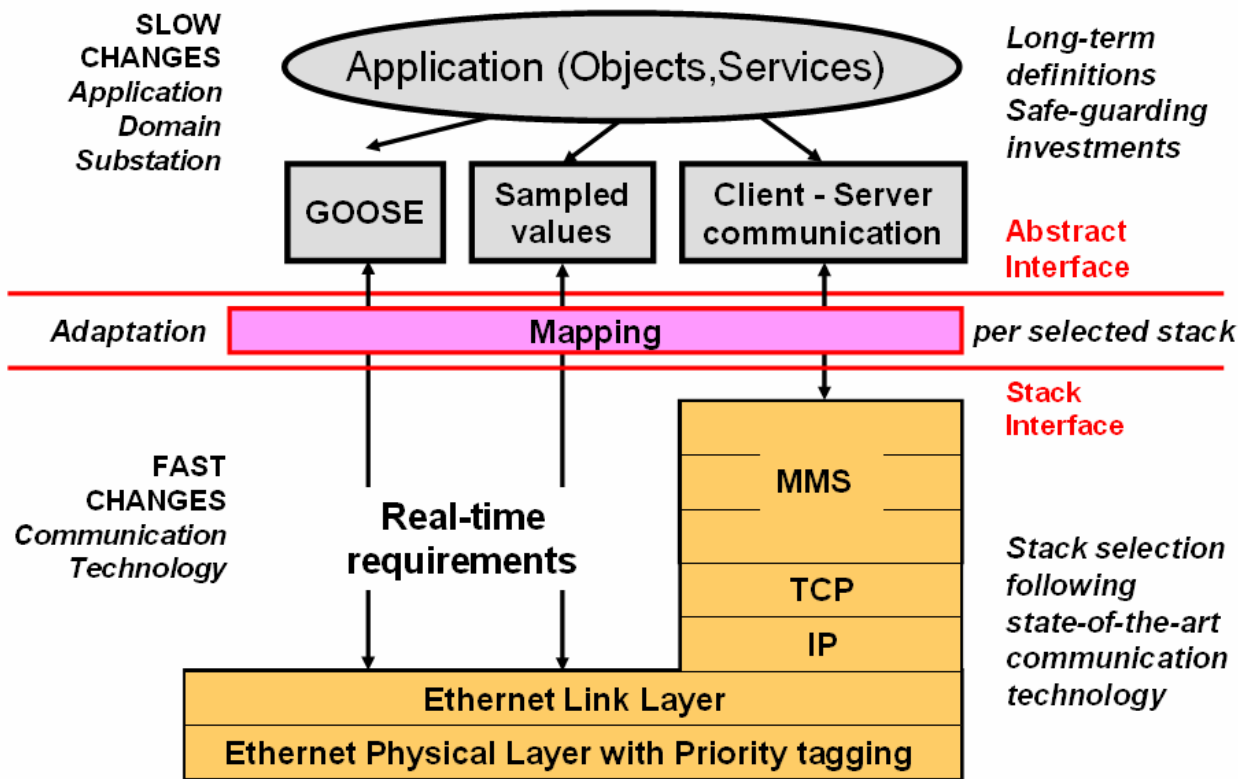 SLOW
CHANGES
Application
Domain
Substation
Application (Objects,Services)
Long-term
definitions
Safe-guarding
investments
GOOSE
Sampled
values
Client - Server
communication
Abstract
Interface
Adaptation
Mapping
per selected stack
Stack
Interface
FAST
CHANGES
Communication
Technology
Real-time
requirements
MMS
TCP
IP
Ethernet Link Layer
Ethernet Physical Layer with Priority tagging
Stack selection
following
state-of-the-art
communication
technology